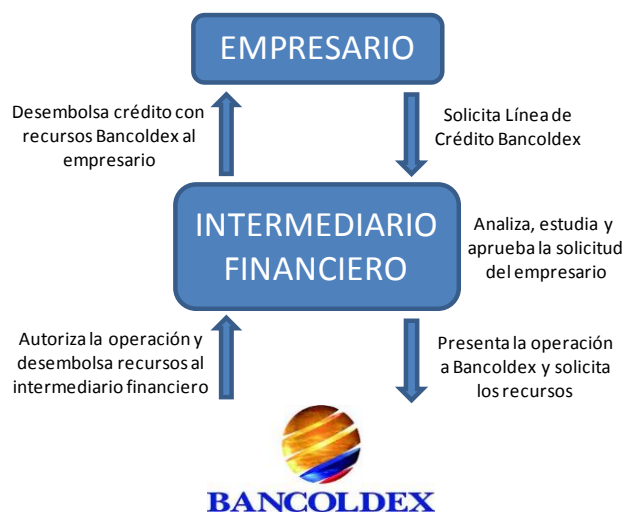 EMPRESARIO
Desembolsa crédito con
recursos Bancoldex al
empresario
Solicita Línea de
Crédito Bancoldex
INTERMEDIARIO
FINANCIERO
Analiza, estudia y
aprueba la solicitud
del empresario
Autoriza la operación y
desembolsa recursos al
intermediario financiero
Presenta la operación
a Bancoldex y solicita
los recursos
BANCOLDEX